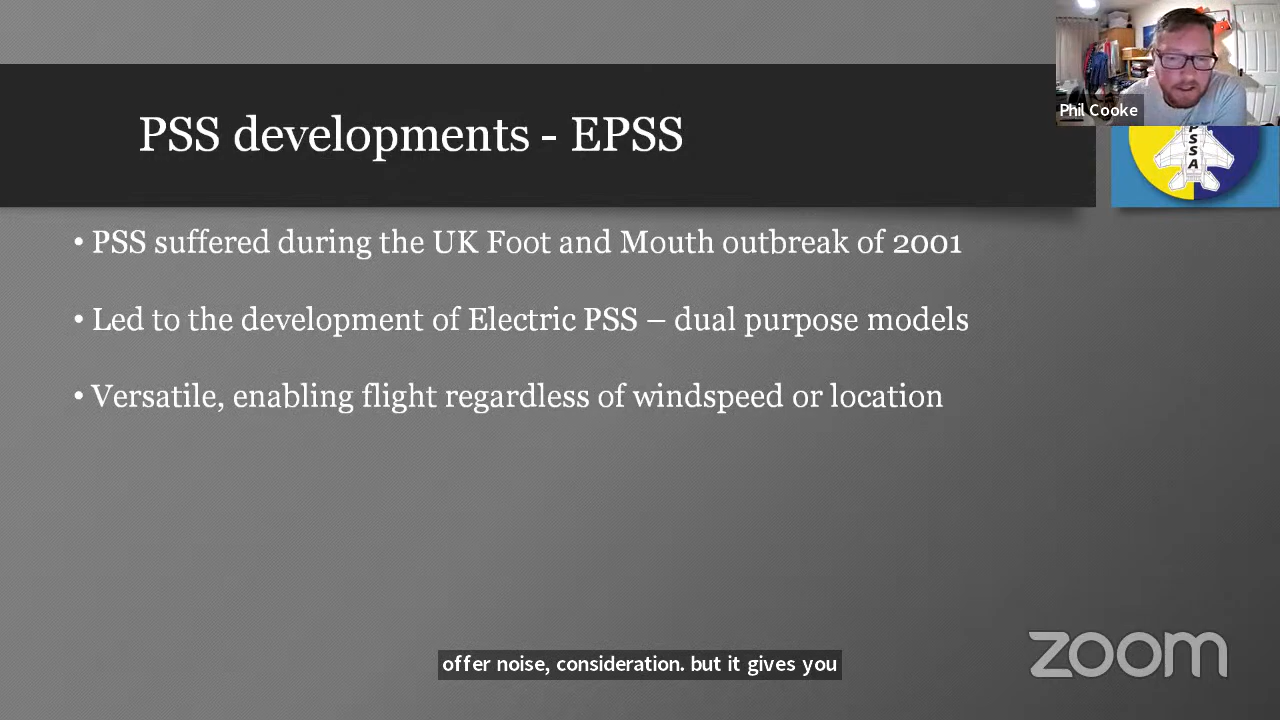 Phil Cooke
PSS developments - EPSS
PSSA
• PSS suffered during the UK Foot and Mouth outbreak of 2001
• Led to the development of Electric PSS – dual purpose models
• Versatile, enabling flight regardless of windspeed or location
offer noise, consideration. but it gives you
zoom